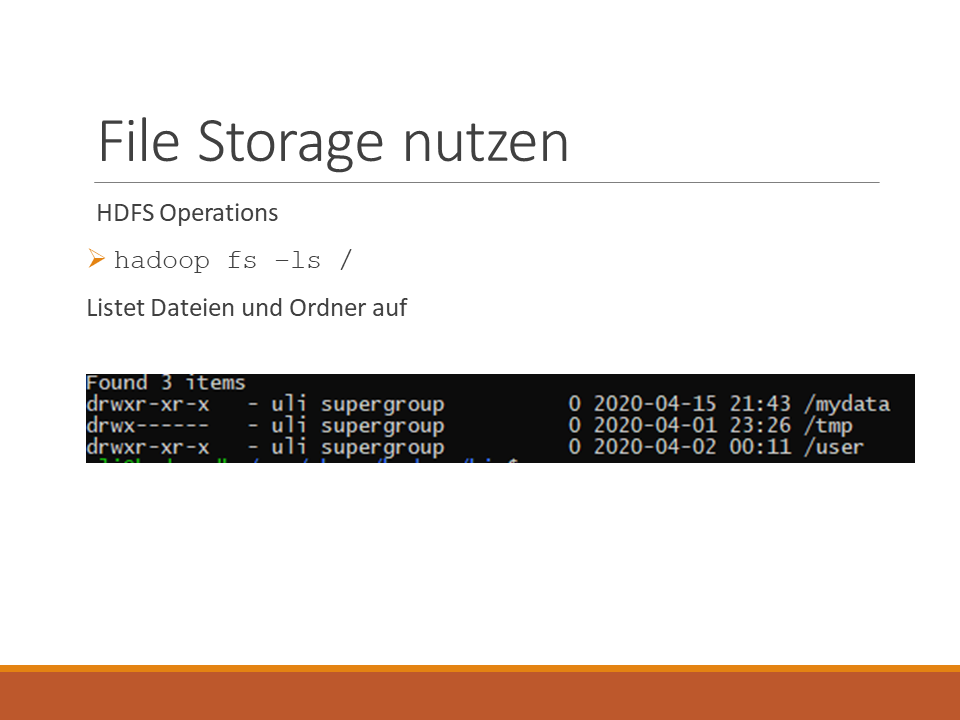 File Storage nutzen
HDFS Operations
hadoop fs –ls /
Listet Dateien und Ordner auf
Found 3 items
drwxr-xr-x - uli supergroup 0 2020-04-15 21:43 /mydata
drwx------ - uli supergroup 0 2020-04-01 23:26 /tmp
drwxr-xr-x - uli supergroup 0 2020-04-02 00:11 /user